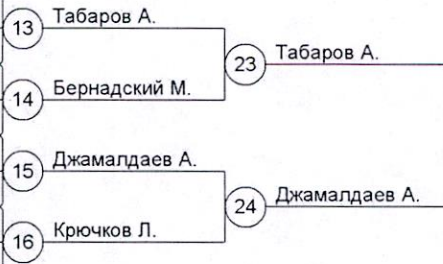 13 Табаров А.
23 Табаров А.
14 Бернадский М.
15 Джамалдаев А.
24 Джамалдаев А.
16 Крючков Л.